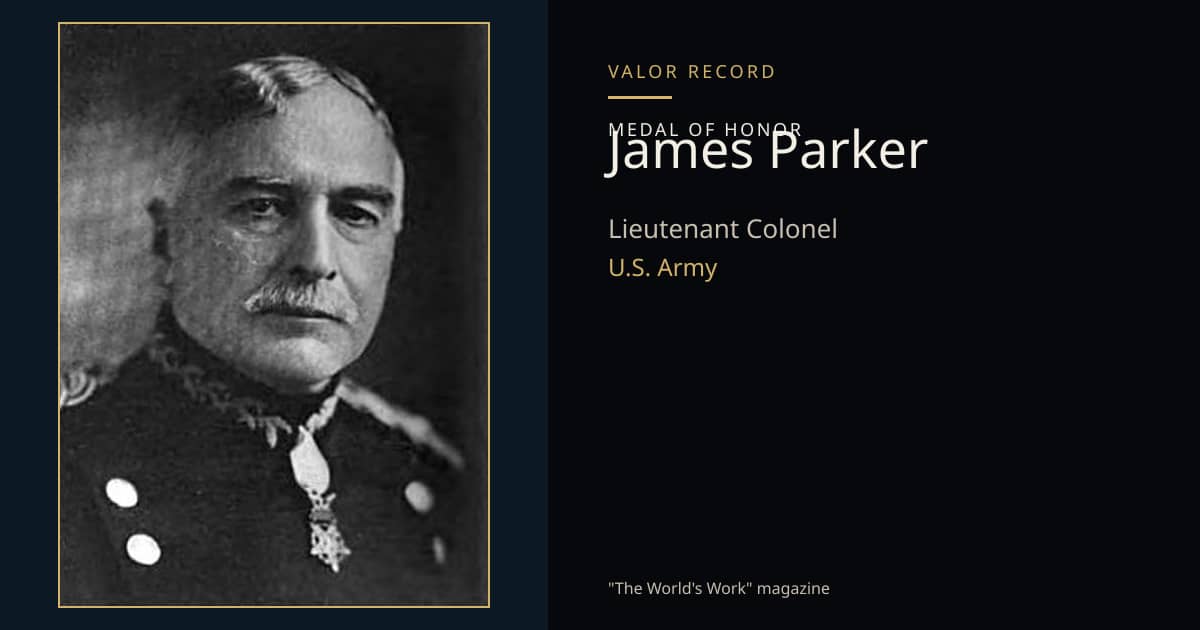 VALOR RECORD
MEDAL OF HONOR
James Parker
Lieutenant Colonel
U.S. Army
"The World's Work" magazine